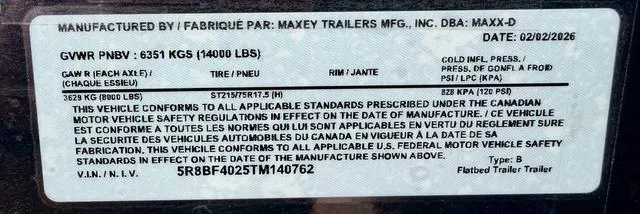 MANUFACTURED BY / FABRIQUÉ PAR: MAXEY TRAILERS MFG., INC. DBA: MAXX-D
DATE: 02/02/2026
GVWR PNBV : 6351 KGS (14000 LBS)
GAWR (EACH AXLE) / (CHAQUE ESSIEU)
TIRE / PNEU
RIM / JANTE
COLD INFL. PRESS. / PRESS. DE GONFL A FROID PSI / LPC (KPA)
3629 KG (8000 LBS) ST215/75R17.5 (H) 828 KPA (120 PSI)
THIS VEHICLE CONFORMS TO ALL APPLICABLE STANDARDS PRESCRIBED UNDER THE CANADIAN
MOTOR VEHICLE SAFETY REGULATIONS IN EFFECT ON THE DATE OF MANUFACTURE. / CE VEHICULE
EST CONFORME A TOUTES LES NORMES QUI LUI SONT APPLICABLES EN VERTU DU REGLEMENT SUR
LA SECURITE DES VEHICULES AUTOMOBILES DU CANADA EN VIGUEUR À LA DATE DE SA
FABRICATION. THIS VEHICLE CONFORMS TO ALL APPLICABLE U.S. FEDERAL MOTOR VEHICLE SAFETY
STANDARDS IN EFFECT ON THE DATE OF THE MANUFACTURE SHOWN ABOVE.
V.I.N. / N.I.V. 5R8BF4025TM140762
Type: B
Flatbed Trailer Trailer